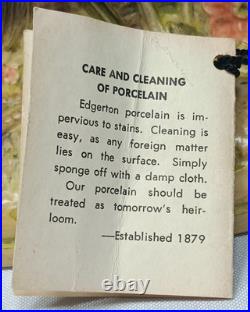 CARE AND CLEANING
OF PORCELAIN
Edgerton porcelain is im-
pervious to stains. Cleaning is
easy, as any foreign matter
lies on the surface. Simply
sponge off with a damp cloth.
Our porcelain should be
treated as tomorrow's heir-
loom.
—Established 1879
watermarkly.com